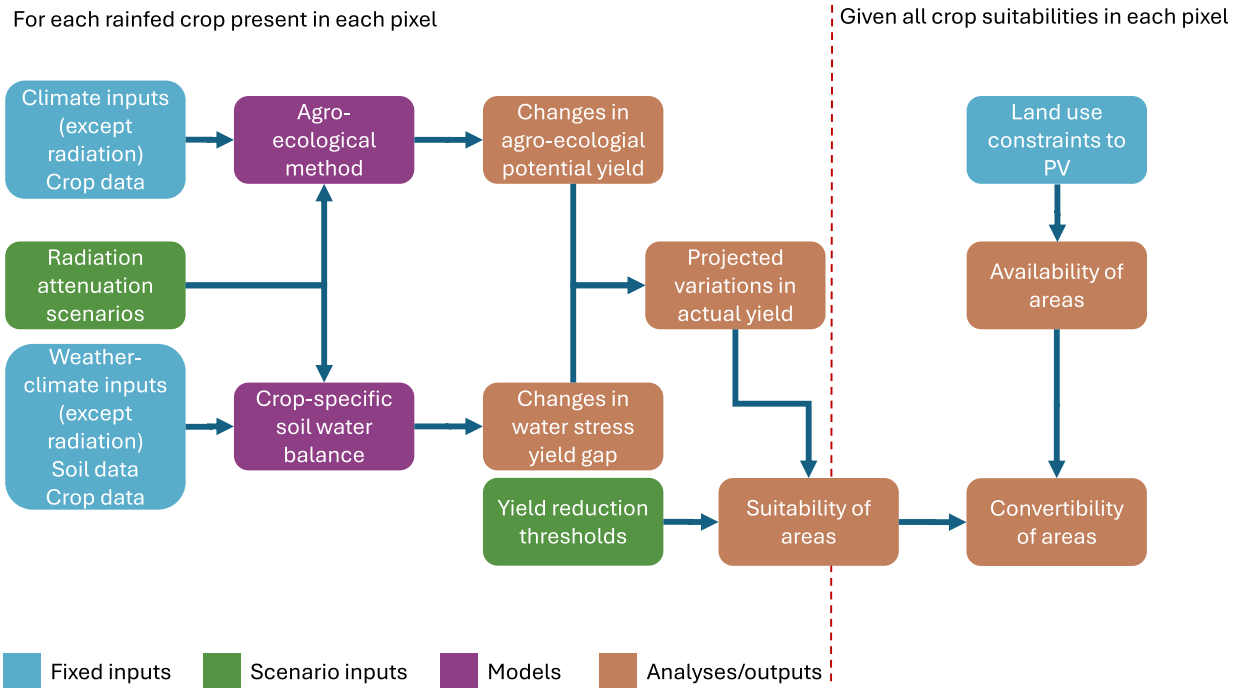 For each rainfed crop present in each pixel
Given all crop suitabilities in each pixel
Climate inputs
(except
radiation)
Crop data
Agro-
ecological
method
Changes in
agro-ecologial
potential yield
Land use
constraints to
PV
Radiation
attenuation
scenarios
Projected
variations in
actual yield
Availability of
areas
Weather-
climate inputs
(except
radiation)
Soil data
Crop data
Crop-specific
soil water
balance
Changes in
water stress
yield gap
Yield reduction
thresholds
Suitability of
areas
Convertibility
of areas
Fixed inputs
Scenario inputs
Models
Analyses/outputs